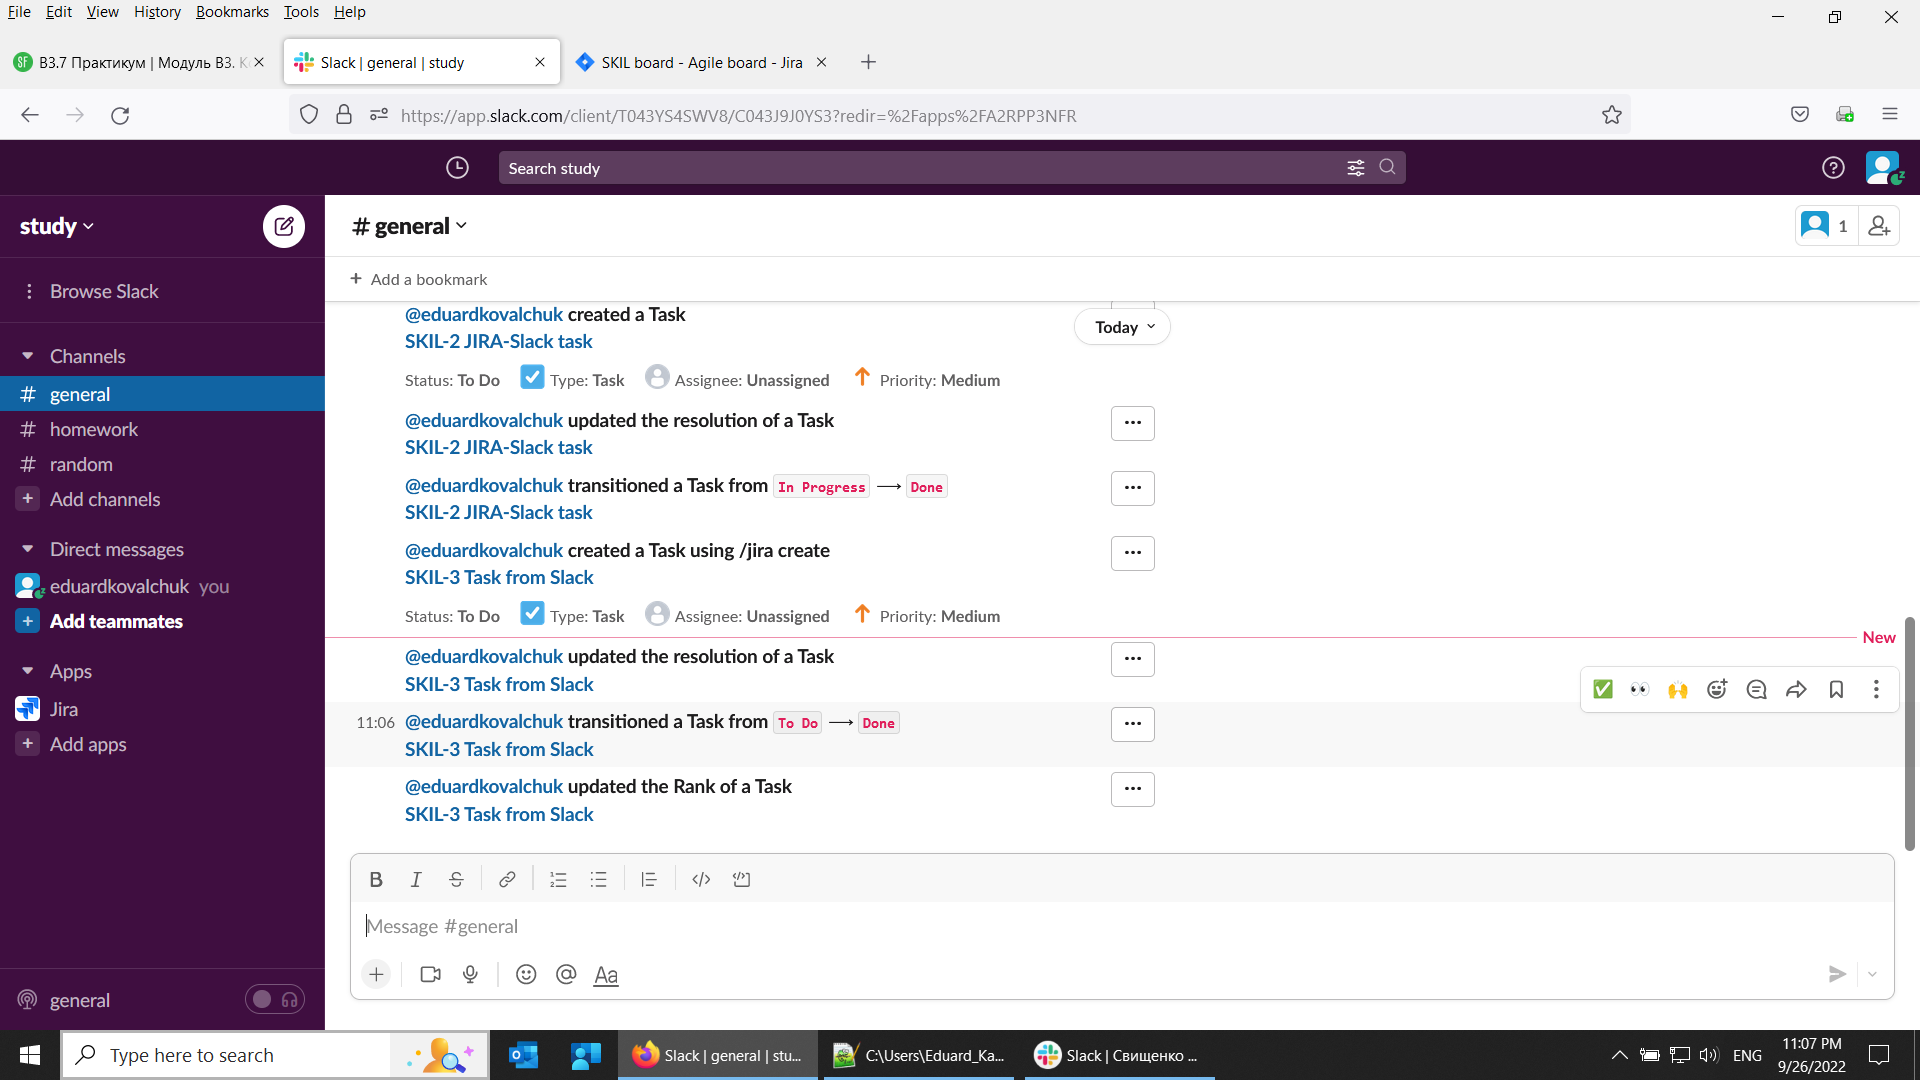 File Edit View History Bookmarks Tools Help
B3.7 Практикум | Модуль B3. К
Slack | general | study
SKIL board - Agile board - Jira
https://app.slack.com/client/T043YS4SWV8/C043J9J0YS3?redir=%2Fapps%2FA2RPP3NFR
Search study
study
# general
1
Add a bookmark
Browse Slack
Channels
# general
# homework
# random
Add channels
Direct messages
eduardkovalchuk you
Add teammates
Apps
Jira
Add apps
general
Today
@eduardkovalchuk created a Task
SKIL-2 JIRA-Slack task
Status: To Do Type: Task Assignee: Unassigned Priority: Medium
@eduardkovalchuk updated the resolution of a Task
SKIL-2 JIRA-Slack task
@eduardkovalchuk transitioned a Task from In Progress ⟶ Done
SKIL-2 JIRA-Slack task
@eduardkovalchuk created a Task using /jira create
SKIL-3 Task from Slack
Status: To Do Type: Task Assignee: Unassigned Priority: Medium
New
@eduardkovalchuk updated the resolution of a Task
SKIL-3 Task from Slack
11:06 @eduardkovalchuk transitioned a Task from To Do ⟶ Done
SKIL-3 Task from Slack
@eduardkovalchuk updated the Rank of a Task
SKIL-3 Task from Slack
Message #general
Aa
Type here to search
Slack | general | stu...
C:\Users\Eduard_Ka...
Slack | Свищенко ...
ENG
11:07 PM
9/26/2022